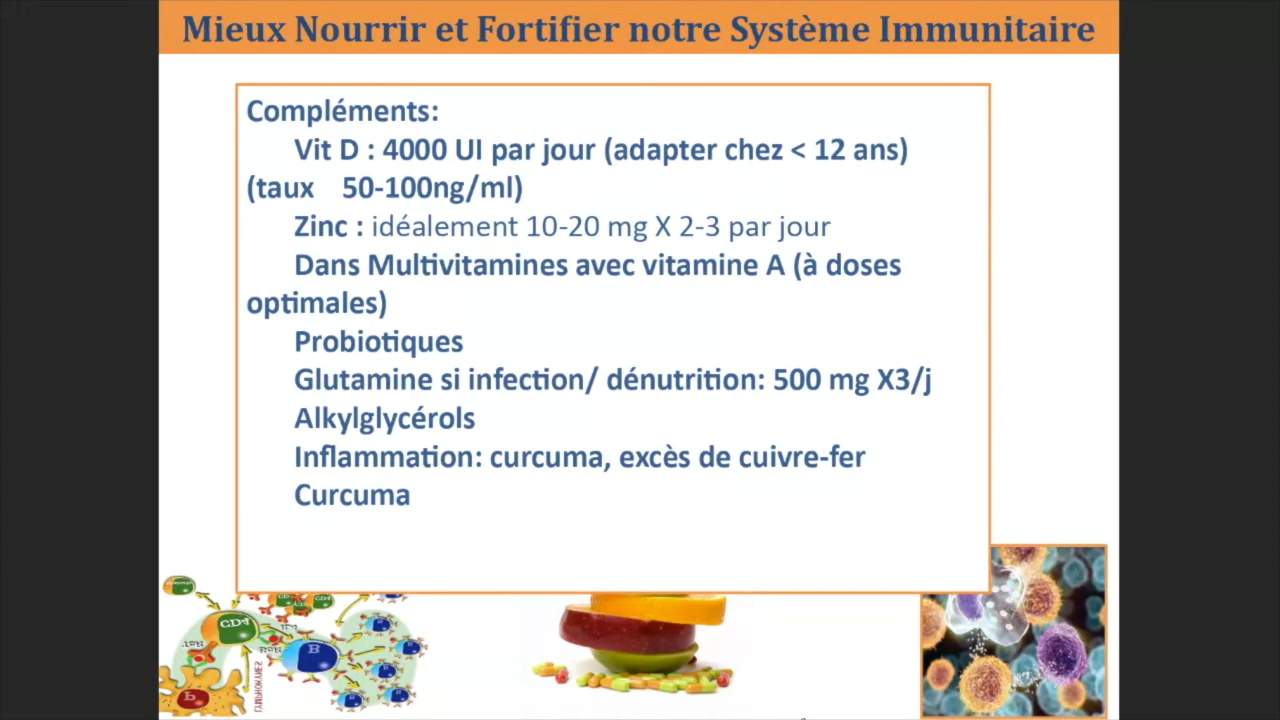 Mieux Nourrir et Fortifier notre Système Immunitaire
Compléments:
Vit D : 4000 UI par jour (adapter chez < 12 ans)
(taux 50-100ng/ml)
Zinc : idéalement 10-20 mg X 2-3 par jour
Dans Multivitamines avec vitamine A (à doses
optimales)
Probiotiques
Glutamine si infection/ dénutrition: 500 mg X3/j
Alkylglycérols
Inflammation: curcuma, excès de cuivre-fer
Curcuma
CD4
B
B
B
B
B